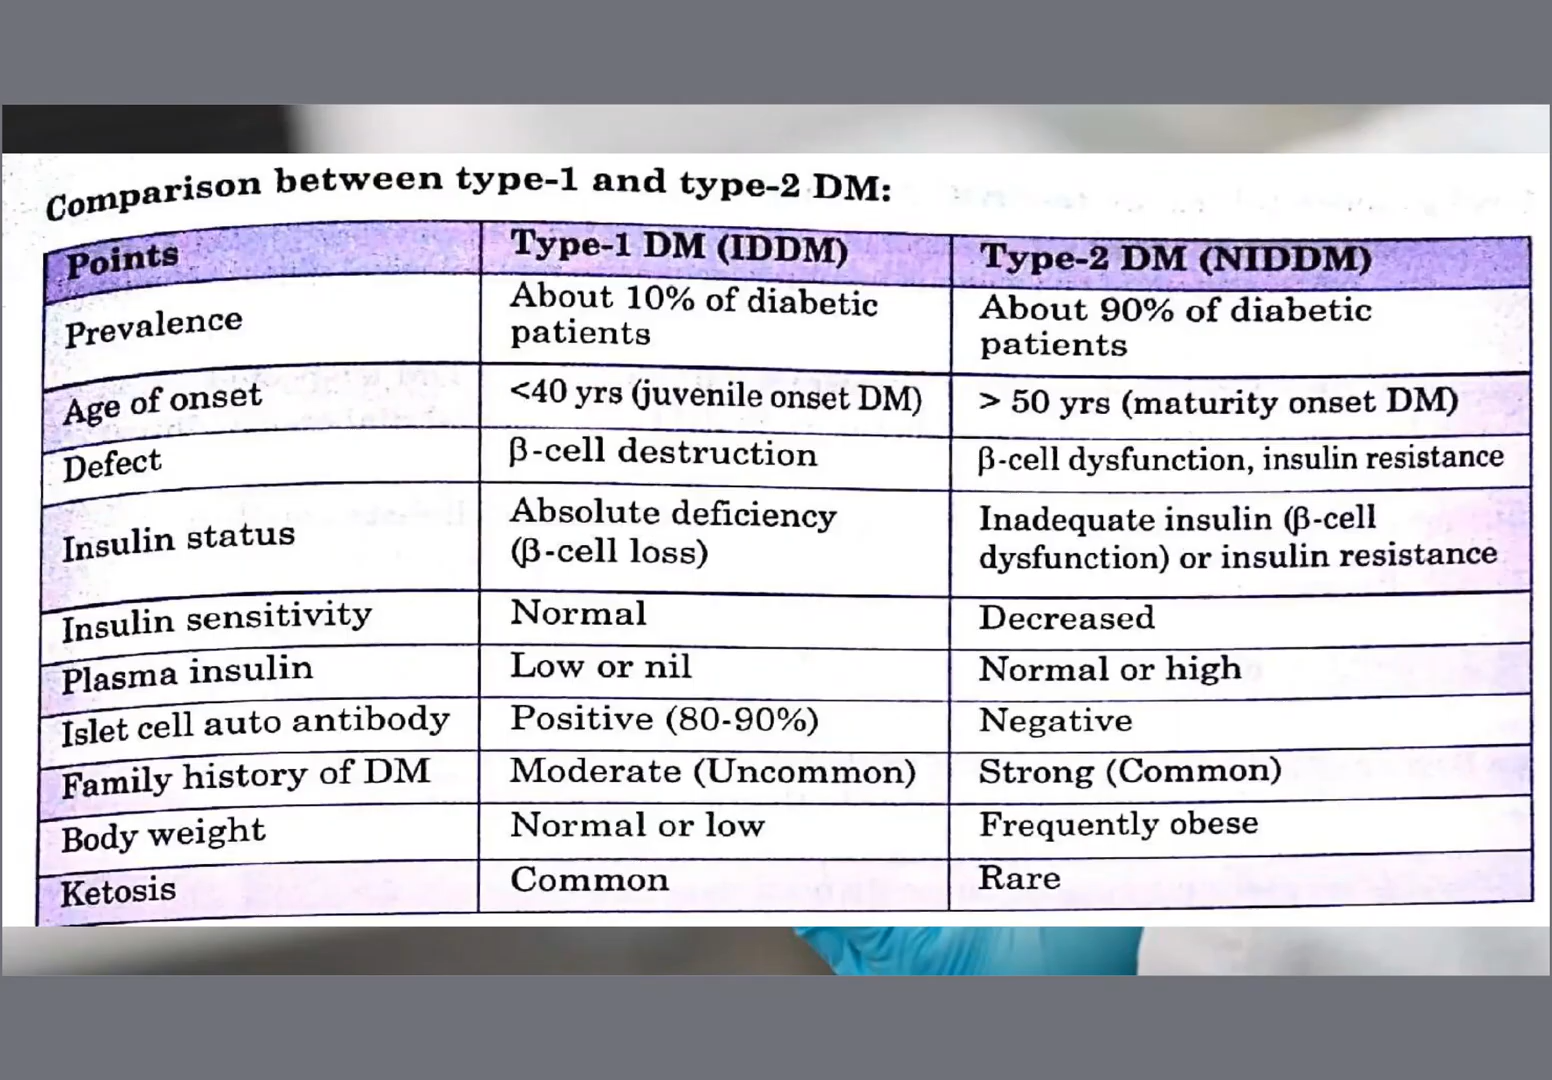 Comparison between type-1 and type-2 DM:
Points
Type-1 DM (IDDM)
Type-2 DM (NIDDM)
Prevalence
About 10% of diabetic
patients
About 90% of diabetic
patients
Age of onset
<40 yrs (juvenile onset DM)
> 50 yrs (maturity onset DM)
Defect
β-cell destruction
β-cell dysfunction, insulin resistance
Insulin status
Absolute deficiency
(β-cell loss)
Inadequate insulin (β-cell
dysfunction) or insulin resistance
Insulin sensitivity
Normal
Decreased
Plasma insulin
Low or nil
Normal or high
Islet cell auto antibody
Positive (80-90%)
Negative
Family history of DM
Moderate (Uncommon)
Strong (Common)
Body weight
Normal or low
Frequently obese
Ketosis
Common
Rare